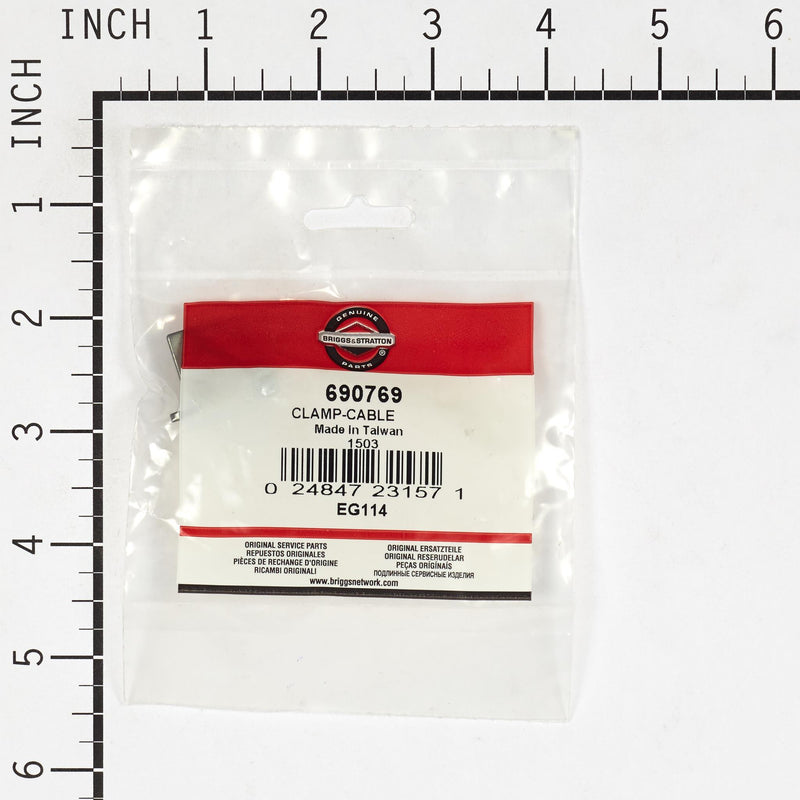 INCH 1 2 3 4 5 6
INCH
1
2
3
4
5
6
GENUINE
BRIGGS&STRATTON
PARTS ®
690769
CLAMP-CABLE
Made in Taiwan
1503
0 24847 23157 1
EG114
ORIGINAL SERVICE PARTS
REPUESTOS ORIGINALES
PIÈCES DE RECHANGE D'ORIGINE
RICAMBI ORIGINALI
ORIGINAL ERSATZTEILE
ORIGINAL RESERUDELAR
PEÇAS ORIGÍNAIS
ПОДЛИННЫЕ СЕРВИСНЫЕ ИЗДЕЛИЯ
www.briggsnetwork.com